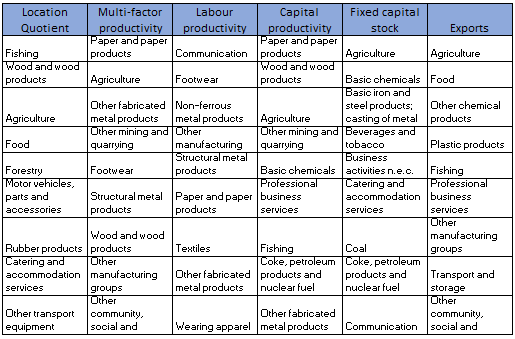 Location Quotient | Multi-factor productivity | Labour productivity | Capital productivity | Fixed capital stock | Exports
Fishing | Paper and paper products | Communication | Paper and paper products | Agriculture | Agriculture
Wood and wood products | Agriculture | Footwear | Wood and wood products | Basic chemicals | Food
Agriculture | Other fabricated metal products | Non-ferrous metal products | Agriculture | Basic iron and steel products; casting of metal | Other chemical products
Food | Other mining and quarrying | Other manufacturing | Other mining and quarrying | Beverages and tobacco | Plastic products
Forestry | Footwear | Structural metal products | Basic chemicals | Business activities n.e.c. | Fishing
Motor vehicles, parts and accessories | Structural metal products | Paper and paper products | Professional business services | Catering and accommodation services | Professional business services
Rubber products | Wood and wood products | Textiles | Fishing | Coal | Other manufacturing groups
Catering and accommodation services | Other manufacturing groups | Other fabricated metal products | Coke, petroleum products and nuclear fuel | Coke, petroleum products and nuclear fuel | Transport and storage
Other transport equipment | Other community, social and | Wearing apparel | Other fabricated metal products | Communication | Other community, social and